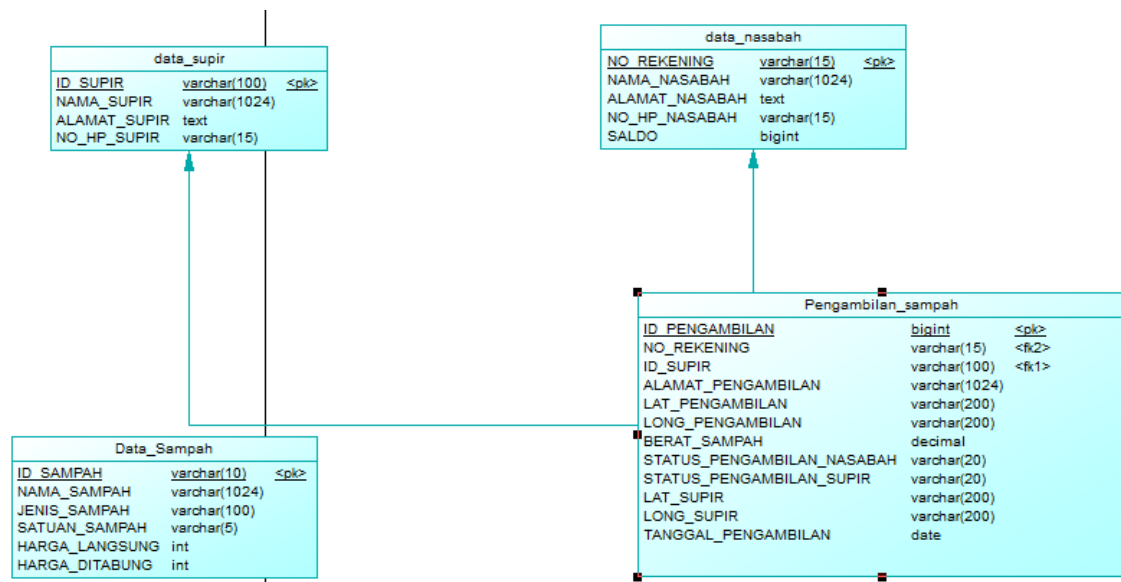 data_supir
ID_SUPIR varchar(100) <pk>
NAMA_SUPIR varchar(1024)
ALAMAT_SUPIR text
NO_HP_SUPIR varchar(15)
data_nasabah
NO_REKENING varchar(15) <pk>
NAMA_NASABAH varchar(1024)
ALAMAT_NASABAH text
NO_HP_NASABAH varchar(15)
SALDO bigint
Pengambilan_sampah
ID_PENGAMBILAN bigint <pk>
NO_REKENING varchar(15) <fk2>
ID_SUPIR varchar(100) <fk1>
ALAMAT_PENGAMBILAN varchar(1024)
LAT_PENGAMBILAN varchar(200)
LONG_PENGAMBILAN varchar(200)
BERAT_SAMPAH decimal
STATUS_PENGAMBILAN_NASABAH varchar(20)
STATUS_PENGAMBILAN_SUPIR varchar(20)
LAT_SUPIR varchar(200)
LONG_SUPIR varchar(200)
TANGGAL_PENGAMBILAN date
Data_Sampah
ID_SAMPAH varchar(10) <pk>
NAMA_SAMPAH varchar(1024)
JENIS_SAMPAH varchar(100)
SATUAN_SAMPAH varchar(5)
HARGA_LANGSUNG int
HARGA_DITABUNG int